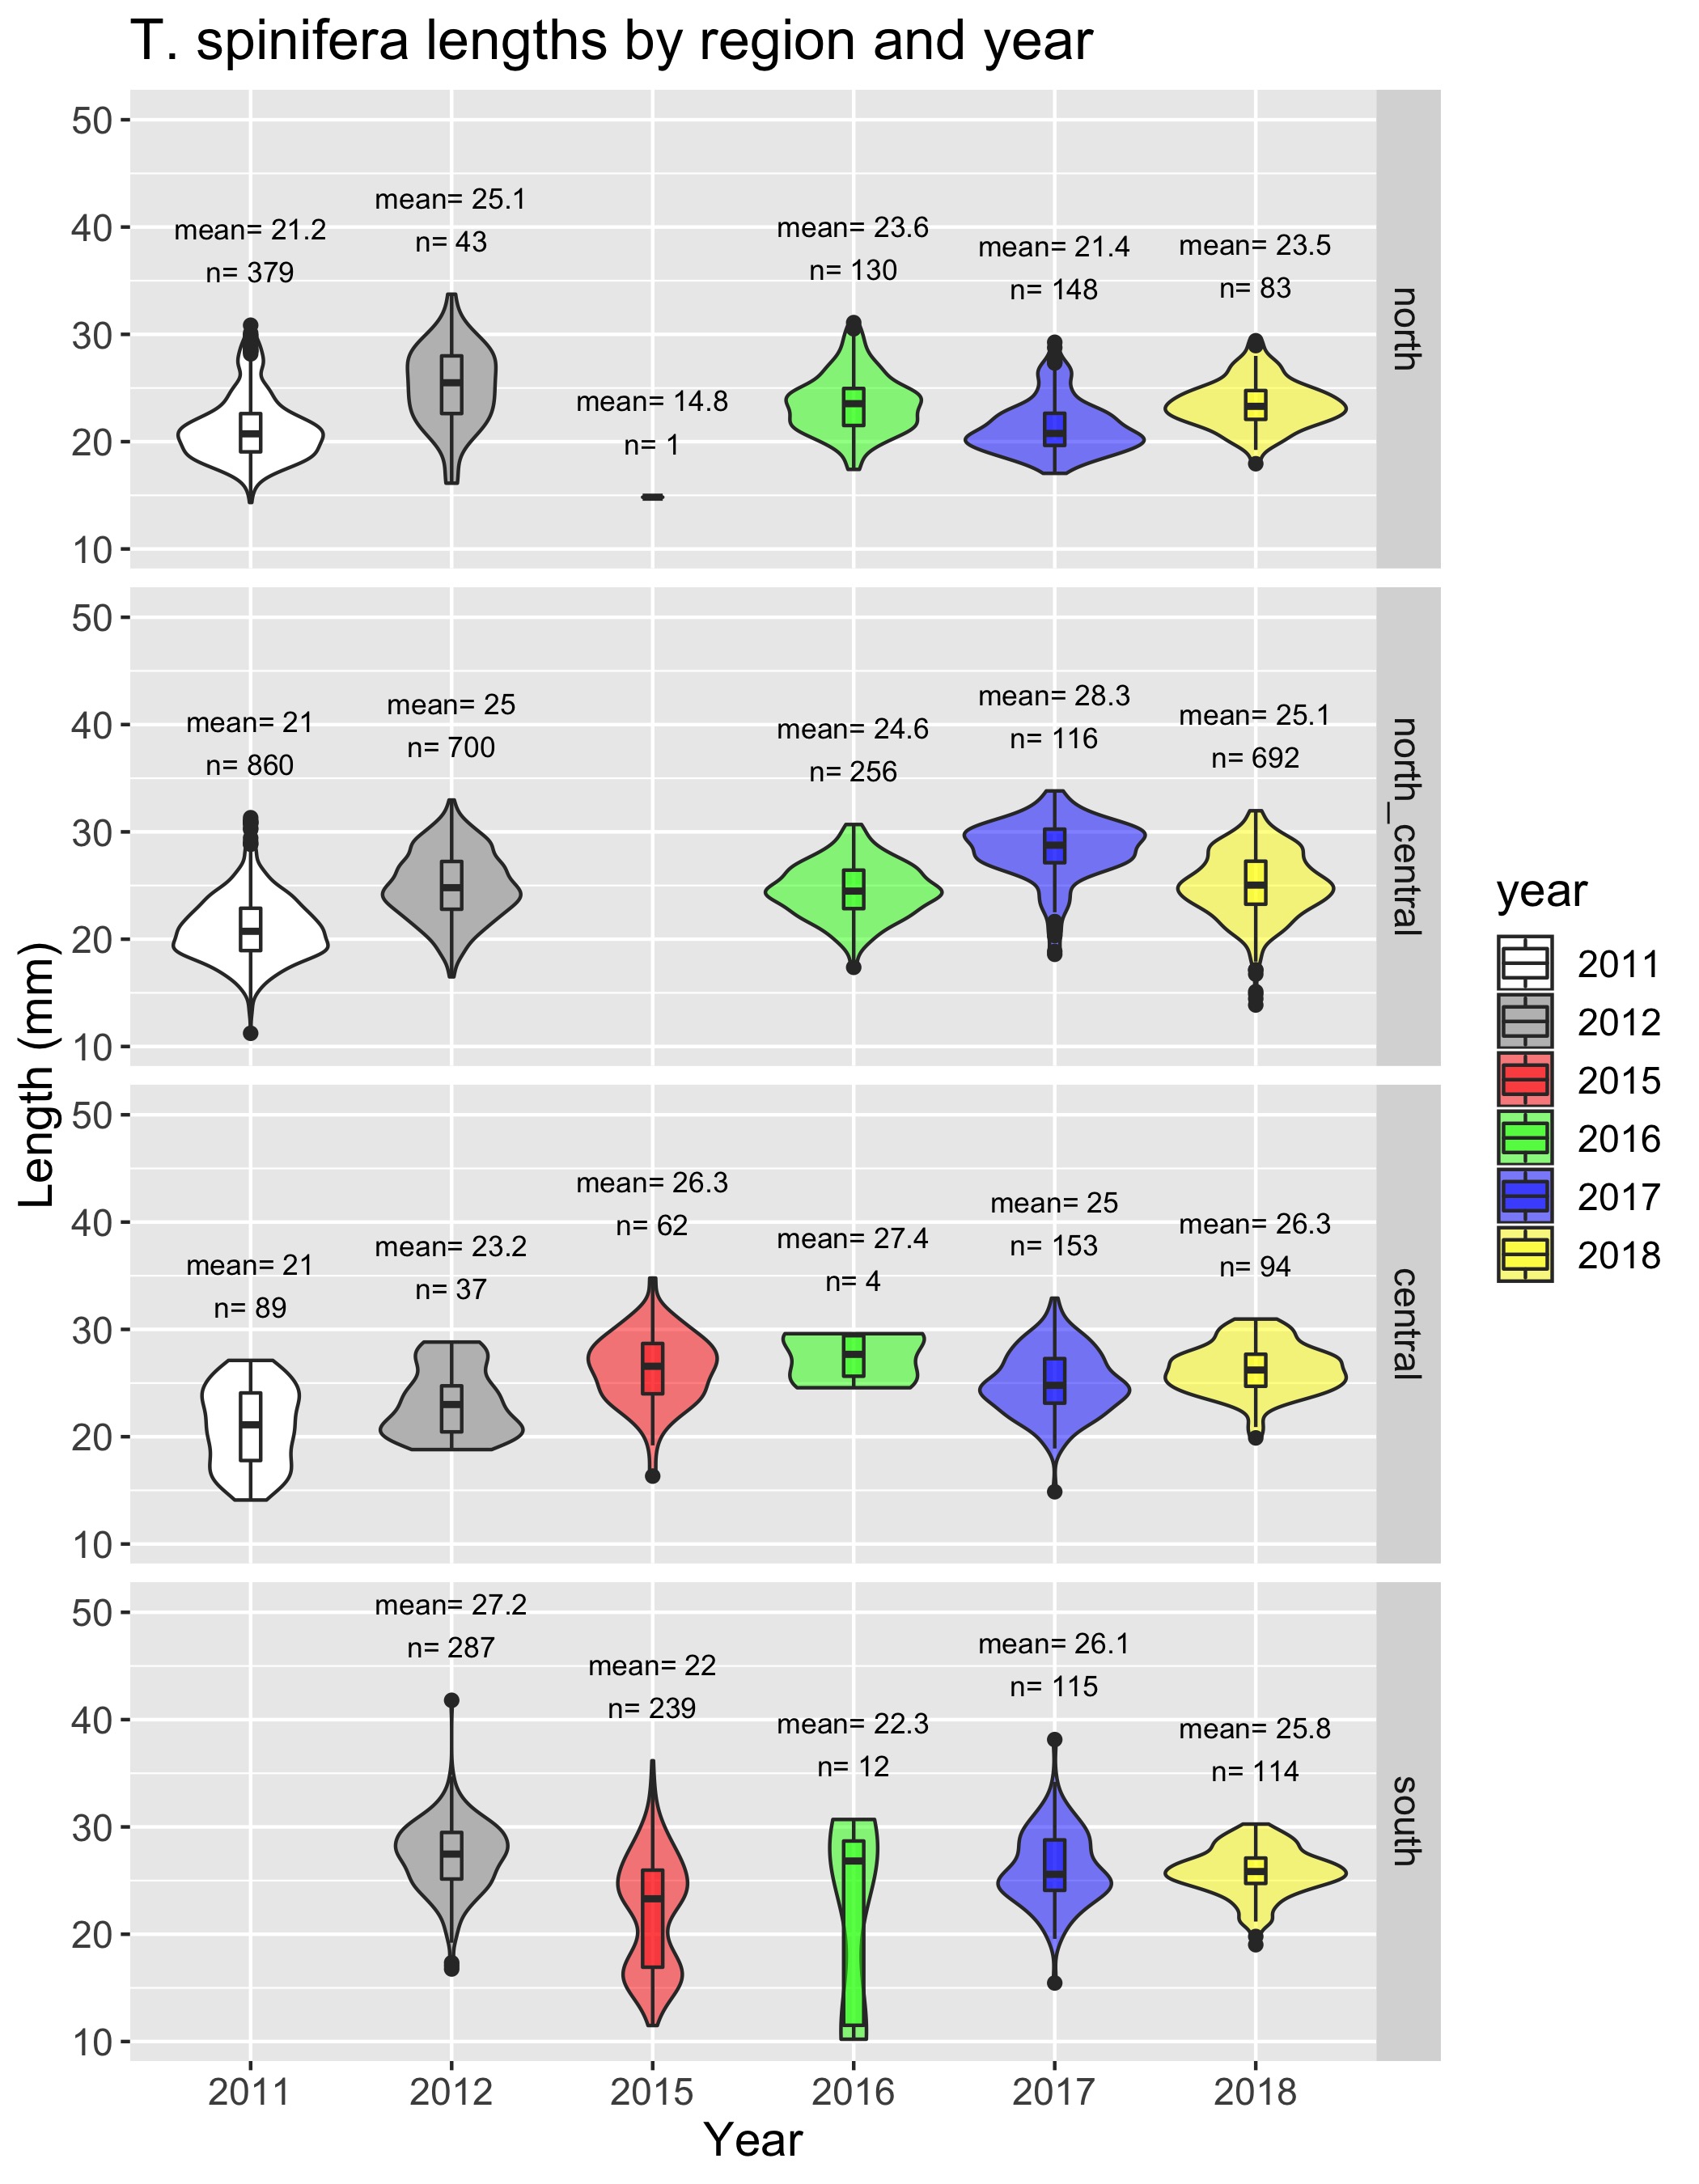 T. spinifera lengths by region and year
50
40
30
20
10
mean= 21.2
n= 379
mean= 25.1
n= 43
mean= 14.8
n= 1
mean= 23.6
n= 130
mean= 21.4
n= 148
mean= 23.5
n= 83
north
50
40
30
20
10
mean= 21
n= 860
mean= 25
n= 700
mean= 24.6
n= 256
mean= 28.3
n= 116
mean= 25.1
n= 692
north_central
50
40
30
20
10
mean= 21
n= 89
mean= 23.2
n= 37
mean= 26.3
n= 62
mean= 27.4
n= 4
mean= 25
n= 153
mean= 26.3
n= 94
central
50
40
30
20
10
mean= 27.2
n= 287
mean= 22
n= 239
mean= 22.3
n= 12
mean= 26.1
n= 115
mean= 25.8
n= 114
south
2011
2012
2015
2016
2017
2018
Year
Length (mm)
year
2011
2012
2015
2016
2017
2018